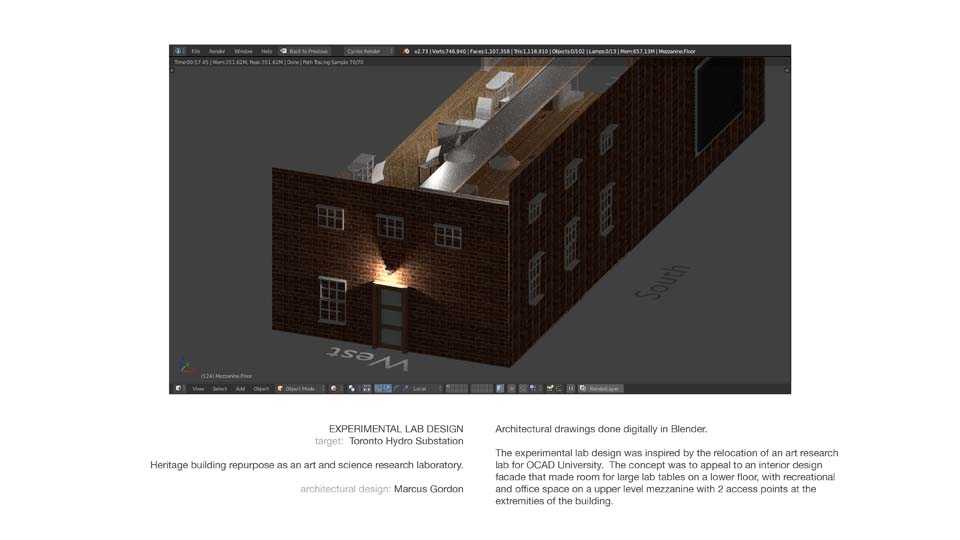 File Render Window Help Back to Previous Cycles Render v2.73 | Verts:746,940 | Faces:1,107,358 | Tris:1,118,910 | Objects:0/102 | Lamps:0/13 | Mem:657.13M | Mezzanine.Floor
Time:00:57.45 | Mem:351.62M, Peak:351.62M | Done | Path Tracing Sample 70/70
South
West
(124) Mezzanine.Floor
View Select Add Object Object Mode Local RenderLayer
EXPERIMENTAL LAB DESIGN
target: Toronto Hydro Substation
Heritage building repurpose as an art and science research laboratory.
architectural design: Marcus Gordon
Architectural drawings done digitally in Blender.
The experimental lab design was inspired by the relocation of an art research
lab for OCAD University. The concept was to appeal to an interior design
facade that made room for large lab tables on a lower floor, with recreational
and office space on a upper level mezzanine with 2 access points at the
extremities of the building.